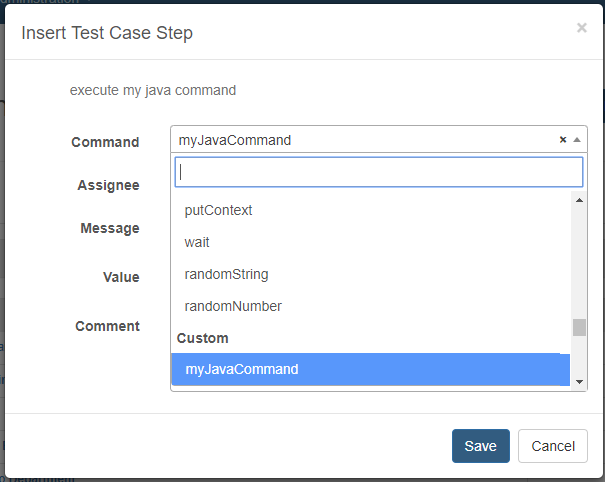 Insert Test Case Step
×
execute my java command
Command
myJavaCommand
×
Assignee
putContext
Message
wait
Value
randomString
randomNumber
Comment
Custom
myJavaCommand
Save
Cancel